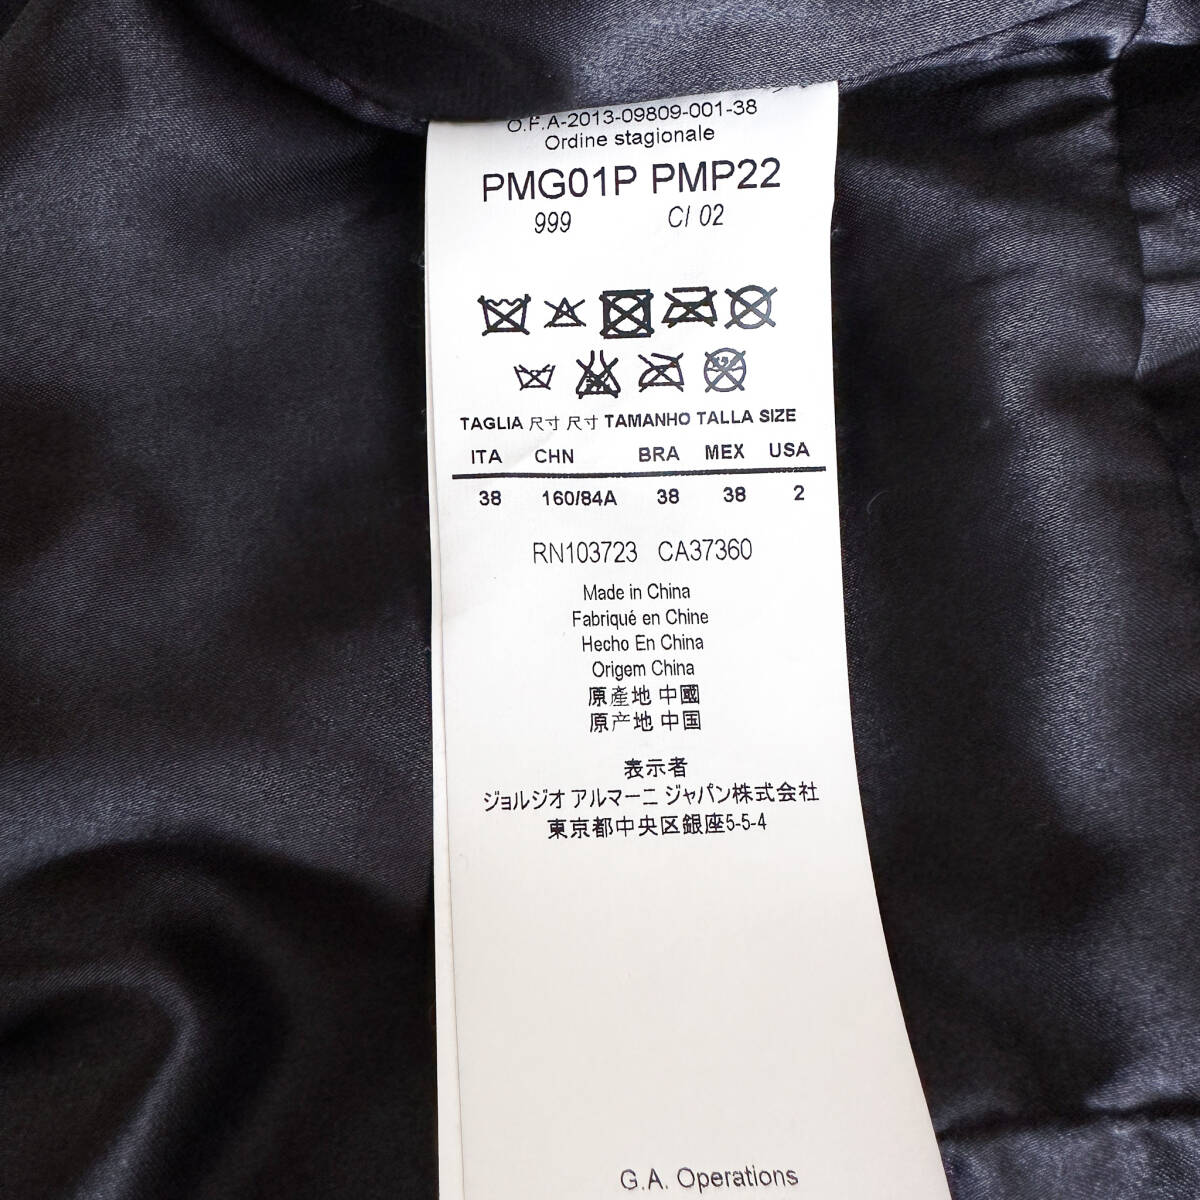 O.F.A-2013-09809-001-38
Ordine stagionale
PMG01P PMP22
999 C/ 02
TAGLIA 尺寸 尺寸 TAMANHO TALLA SIZE
ITA CHN BRA MEX USA
38 160/84A 38 38 2
RN103723 CA37360
Made in China
Fabriqué en Chine
Hecho En China
Origem China
原產地 中國
原产地 中国
表示者
ジョルジオ アルマーニ ジャパン株式会社
東京都中央区銀座5-5-4
G.A. Operations